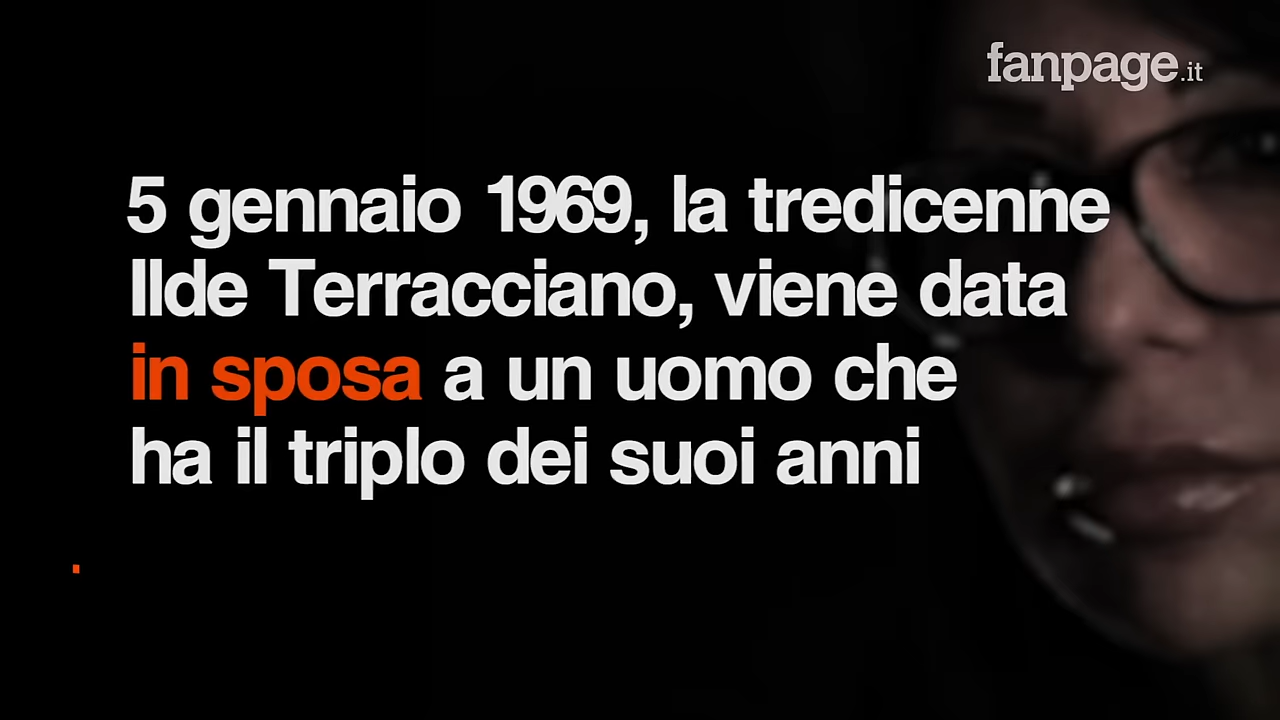 fanpage.it
5 gennaio 1969, la tredicenne
Ilde Terracciano, viene data
in sposa a un uomo che
ha il triplo dei suoi anni